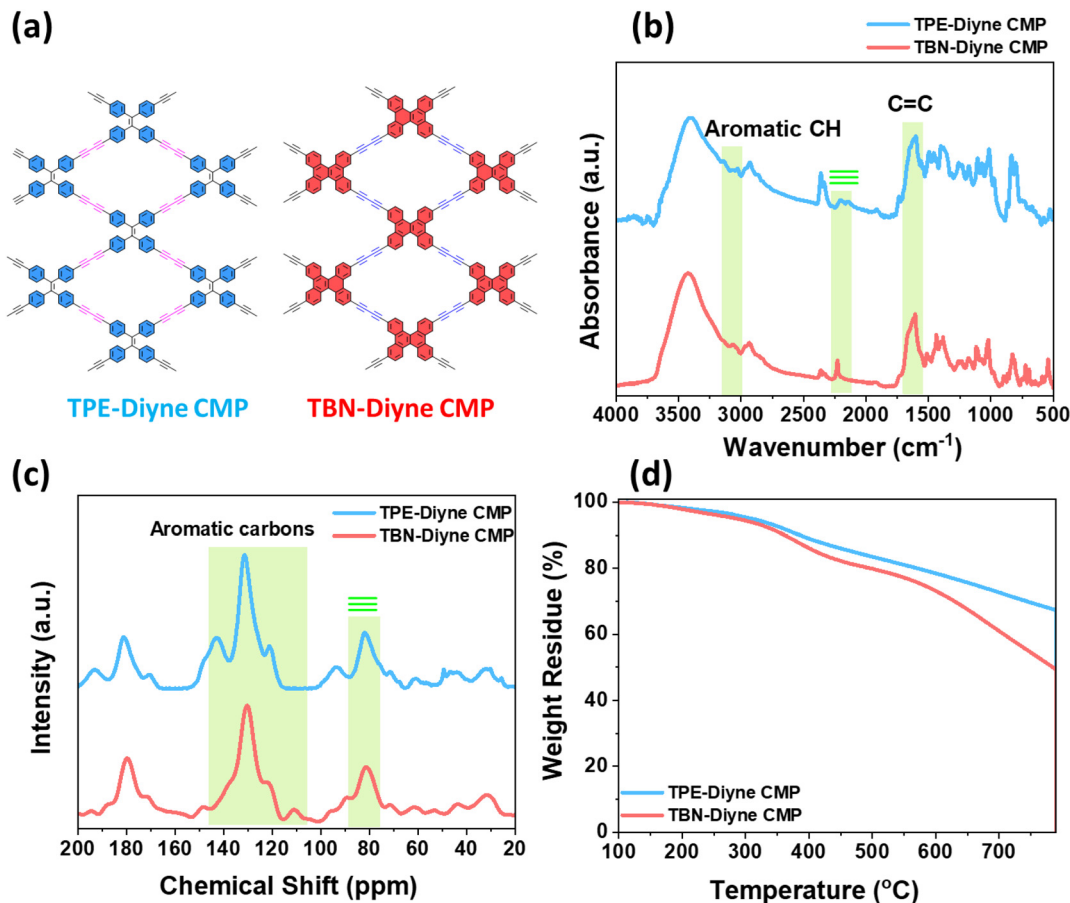 (a)
TPE-Diyne CMP
TBN-Diyne CMP
(b)
TPE-Diyne CMP
TBN-Diyne CMP
Aromatic CH
C=C
Absorbance (a.u.)
4000 3500 3000 2500 2000 1500 1000 500
Wavenumber (cm⁻¹)
(c)
Aromatic carbons
TPE-Diyne CMP
TBN-Diyne CMP
Intensity (a.u.)
200 180 160 140 120 100 80 60 40 20
Chemical Shift (ppm)
(d)
100
80
60
40
20
0
Weight Residue (%)
TPE-Diyne CMP
TBN-Diyne CMP
100 200 300 400 500 600 700
Temperature (°C)